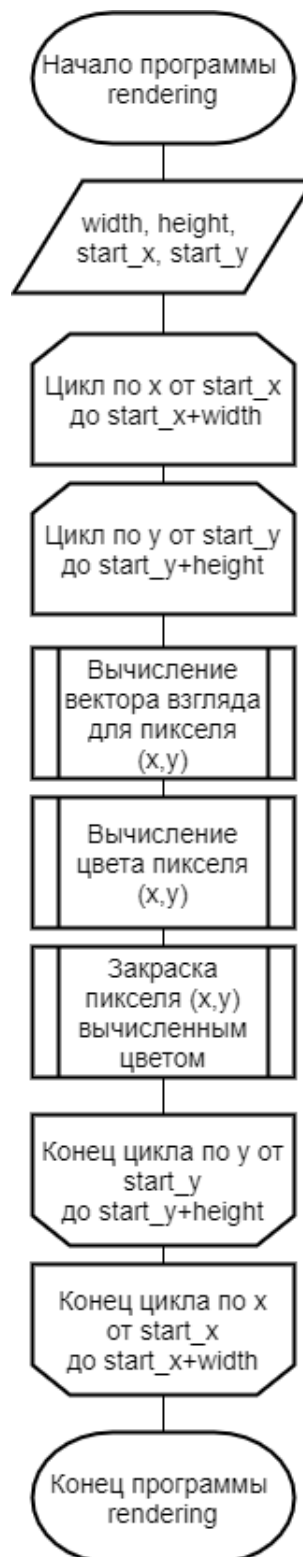 Начало программы
rendering
width, height,
start_x, start_y
Цикл по x от start_x
до start_x+width
Цикл по y от start_y
до start_y+height
Вычисление
вектора взгляда
для пикселя
(x,y)
Вычисление
цвета пикселя
(x,y)
Закраска
пикселя (x,y)
вычисленным
цветом
Конец цикла по y от
start_y
до start_y+height
Конец цикла по x
от start_x
до start_x+width
Конец программы
rendering